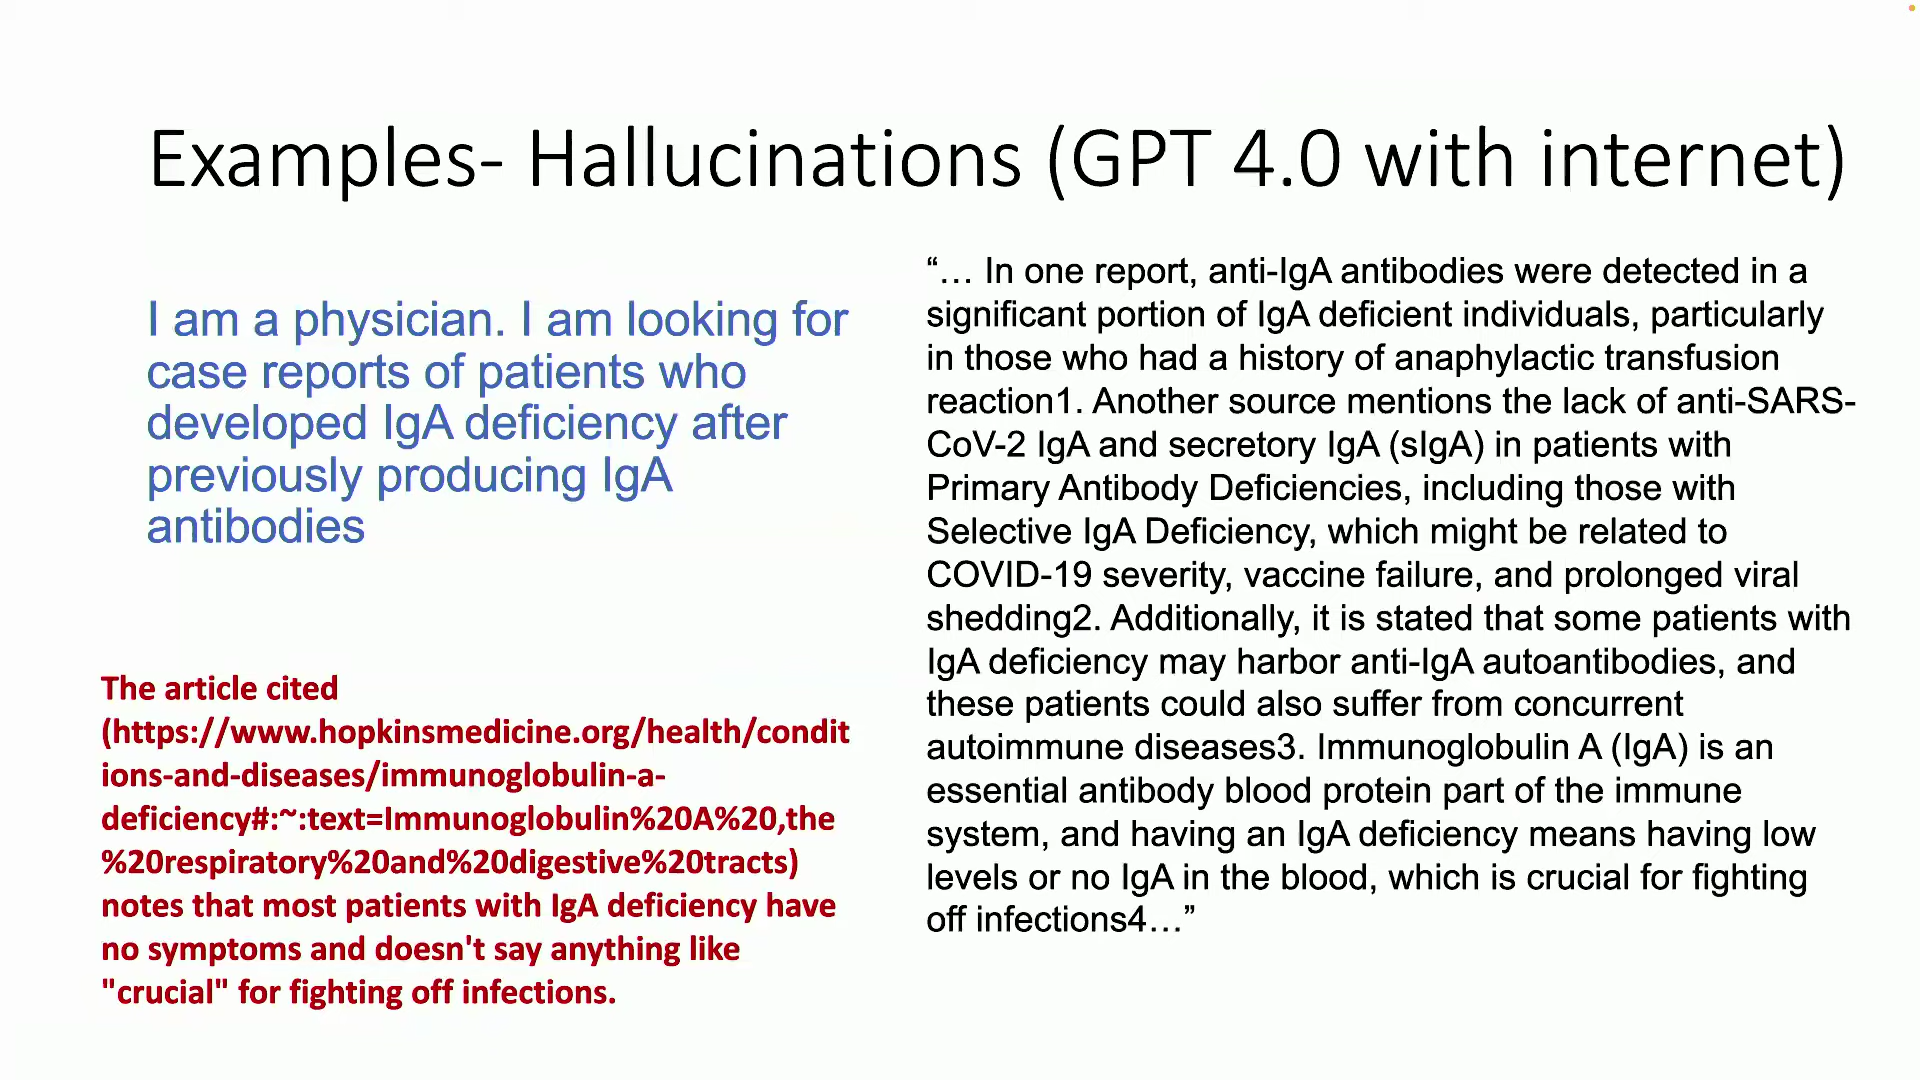 Examples- Hallucinations (GPT 4.0 with internet)
I am a physician. I am looking for
case reports of patients who
developed IgA deficiency after
previously producing IgA
antibodies
The article cited
(https://www.hopkinsmedicine.org/health/condit
ions-and-diseases/immunoglobulin-a-
deficiency#:~:text=Immunoglobulin%20A%20,the
%20respiratory%20and%20digestive%20tracts)
notes that most patients with IgA deficiency have
no symptoms and doesn't say anything like
"crucial" for fighting off infections.
“… In one report, anti-IgA antibodies were detected in a
significant portion of IgA deficient individuals, particularly
in those who had a history of anaphylactic transfusion
reaction1. Another source mentions the lack of anti-SARS-
CoV-2 IgA and secretory IgA (sIgA) in patients with
Primary Antibody Deficiencies, including those with
Selective IgA Deficiency, which might be related to
COVID-19 severity, vaccine failure, and prolonged viral
shedding2. Additionally, it is stated that some patients with
IgA deficiency may harbor anti-IgA autoantibodies, and
these patients could also suffer from concurrent
autoimmune diseases3. Immunoglobulin A (IgA) is an
essential antibody blood protein part of the immune
system, and having an IgA deficiency means having low
levels or no IgA in the blood, which is crucial for fighting
off infections4…”